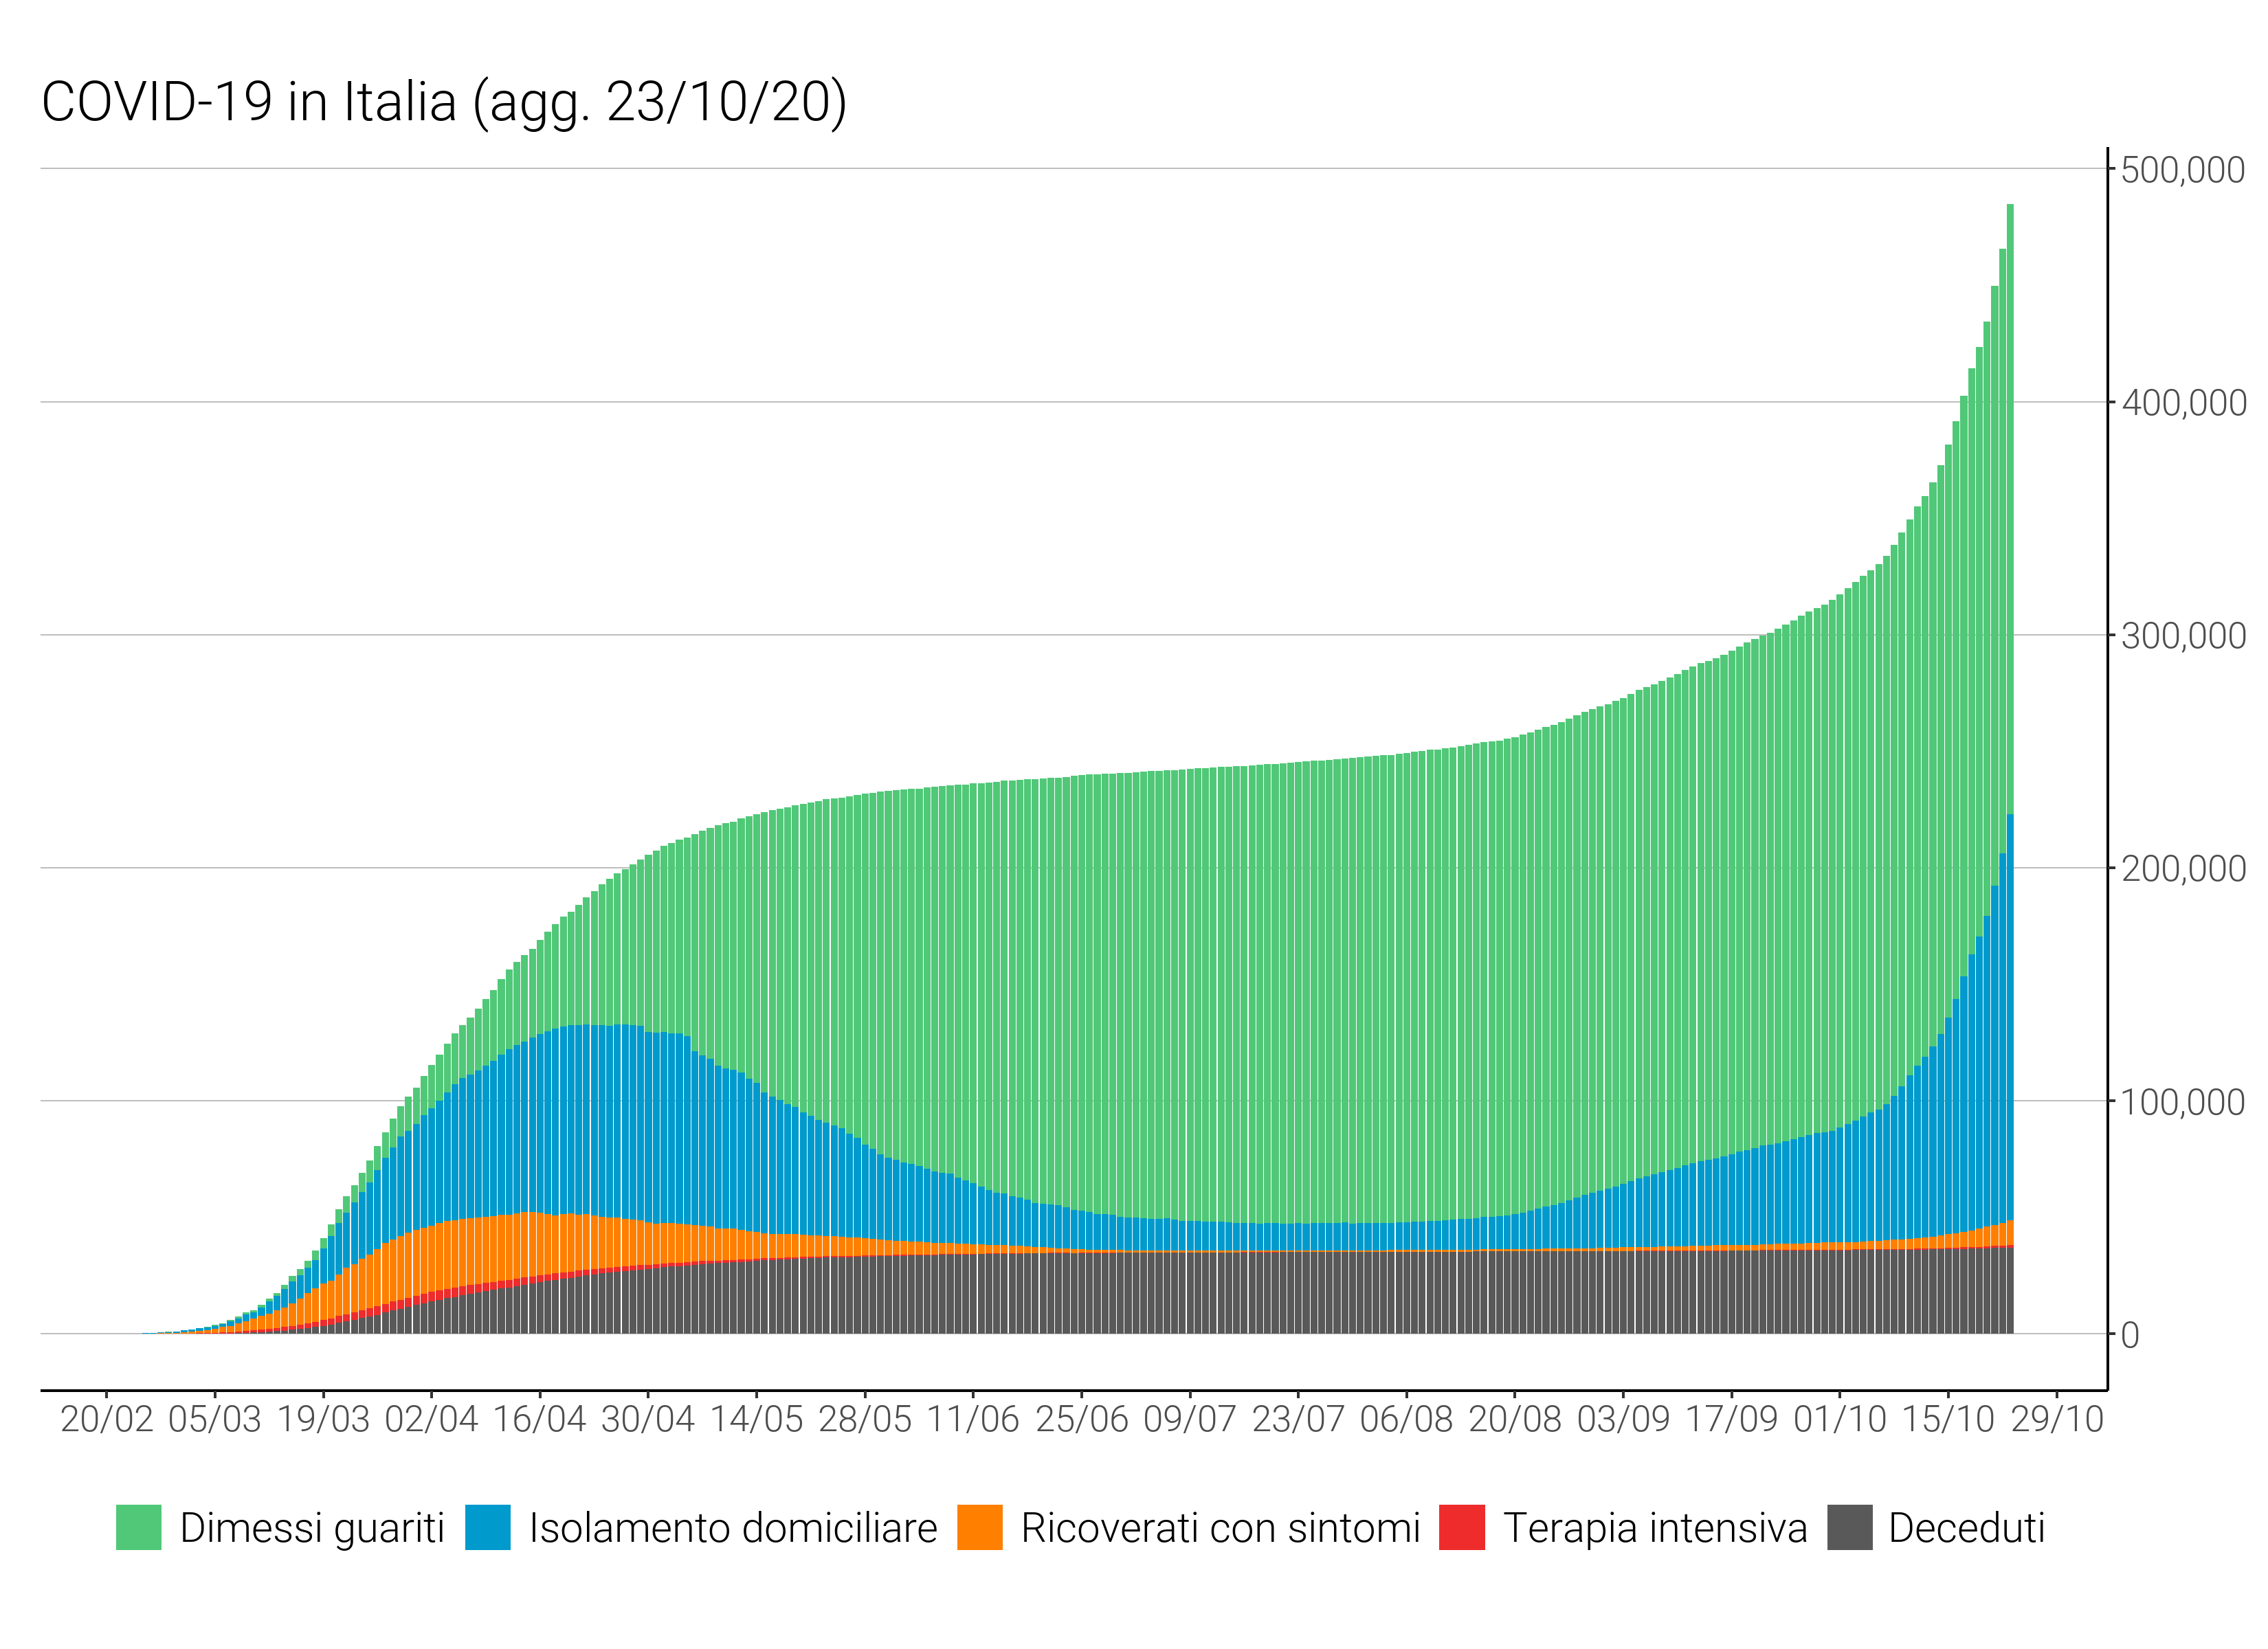 COVID-19 in Italia (agg. 23/10/20)
500,000
400,000
300,000
200,000
100,000
0
20/02 05/03 19/03 02/04 16/04 30/04 14/05 28/05 11/06 25/06 09/07 23/07 06/08 20/08 03/09 17/09 01/10 15/10 29/10
Dimessi guariti Isolamento domiciliare Ricoverati con sintomi Terapia intensiva Deceduti